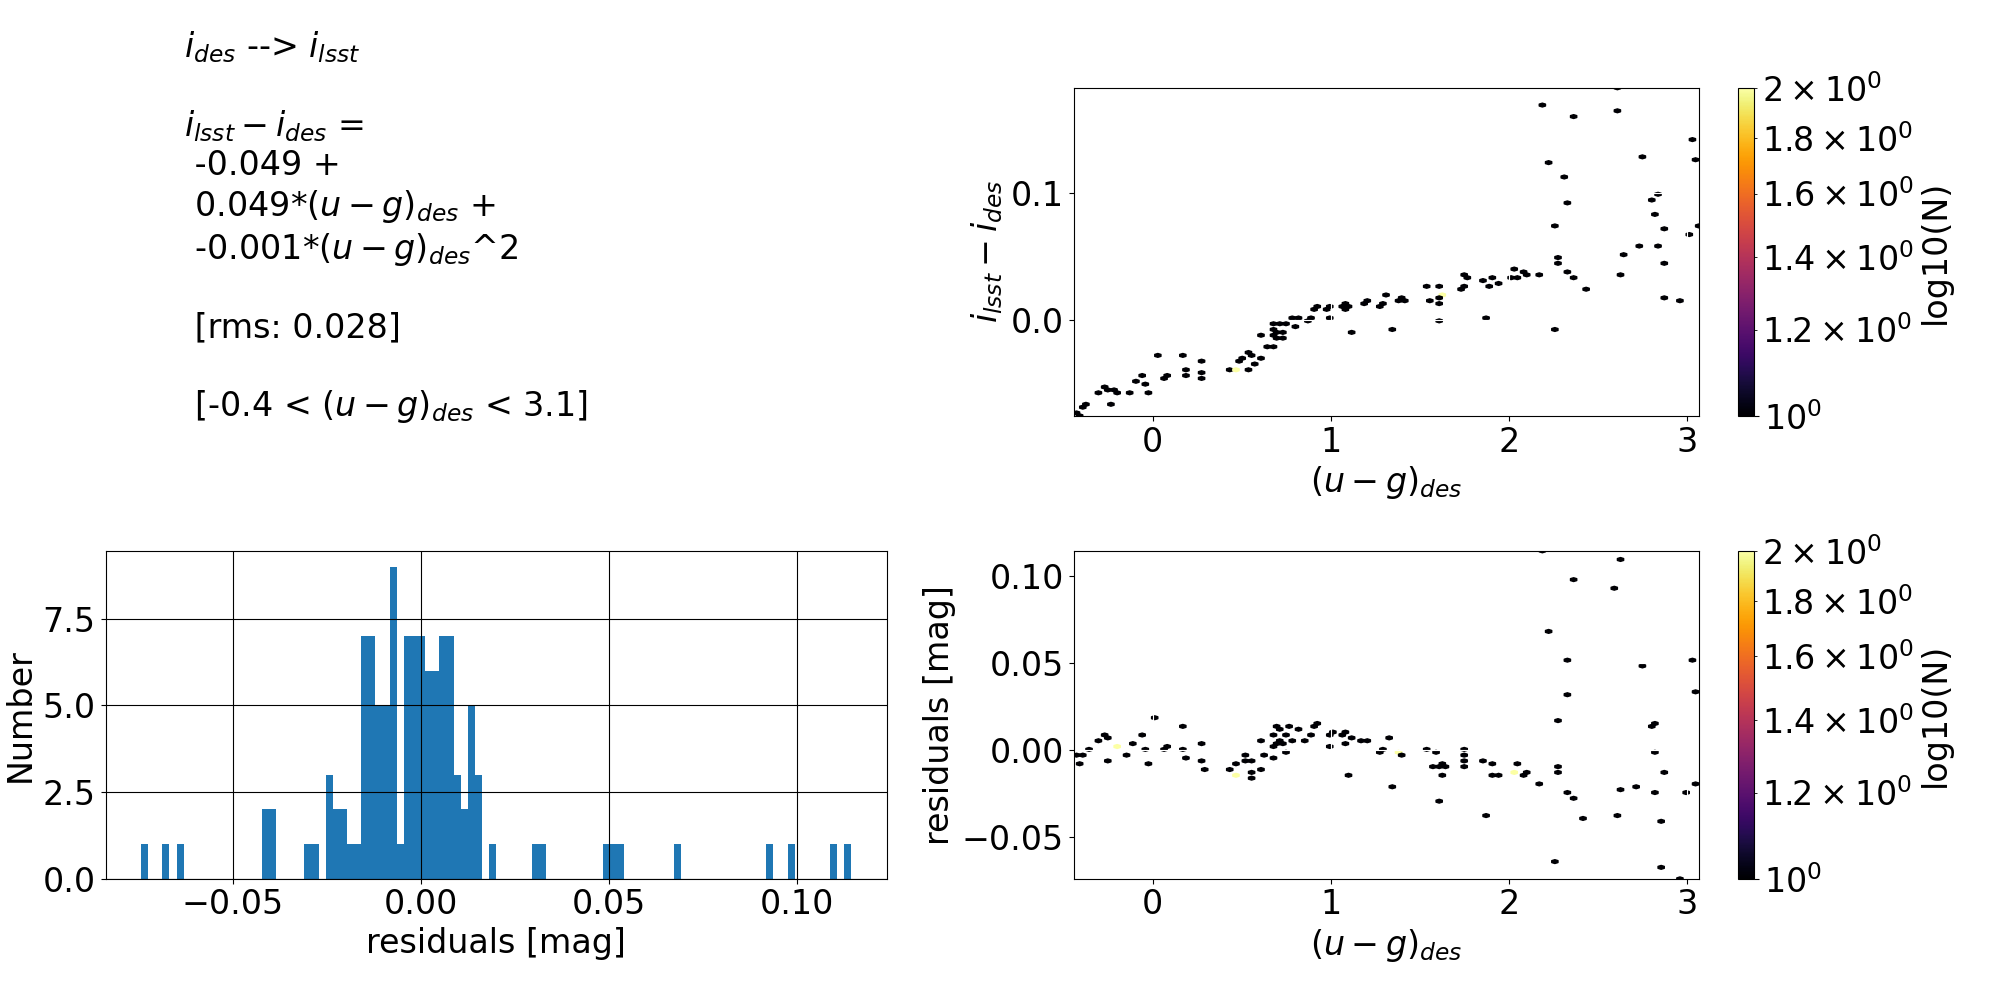 i_des --> i_lsst
i_lsst − i_des =
-0.049 +
0.049*(u − g)_des +
-0.001*(u − g)_des^2
[rms: 0.028]
[-0.4 < (u − g)_des < 3.1]
i_lsst − i_des
0.1
0.0
0 1 2 3
(u − g)_des
2 × 10^0
1.8 × 10^0
1.6 × 10^0
1.4 × 10^0
1.2 × 10^0
10^0
log10(N)
Number
7.5
5.0
2.5
0.0
−0.05 0.00 0.05 0.10
residuals [mag]
residuals [mag]
0.10
0.05
0.00
−0.05
0 1 2 3
(u − g)_des
2 × 10^0
1.8 × 10^0
1.6 × 10^0
1.4 × 10^0
1.2 × 10^0
10^0
log10(N)